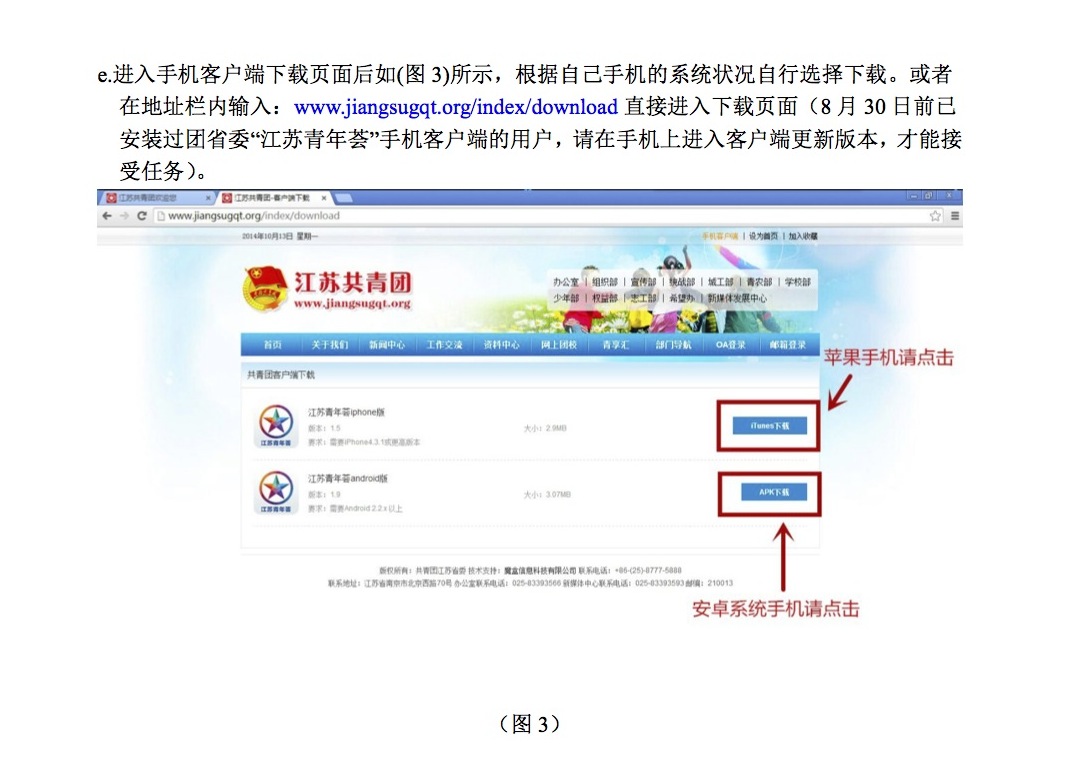 e.进入手机客户端下载页面后如(图 3)所示，根据自己手机的系统状况自行选择下载。或者
在地址栏内输入：www.jiangsugqt.org/index/download 直接进入下载页面（8 月 30 日前已
安装过团省委“江苏青年荟”手机客户端的用户，请在手机上进入客户端更新版本，才能接
受任务）。
江苏共青团欢迎您 × 江苏共青团-客户端下载 ×
www.jiangsugqt.org/index/download
2014年10月13日 星期一 手机客户端 | 设为首页 | 加入收藏
江苏共青团
www.jiangsugqt.org
办公室 | 组织部 | 宣传部 | 统战部 | 城工部 | 青农部 | 学校部
少年部 | 权益部 | 志工部 | 希望办 | 新媒体发展中心
首页 关于我们 新闻中心 工作交流 资料中心 网上团校 青享汇 部门导航 OA登录 邮箱登录
苹果手机请点击
共青团客户端下载
江苏青年荟iphone版
版本：1.5 大小：2.9MB iTunes下载
要求：需要iPhone4.3.1或更高版本
江苏青年荟
江苏青年荟android版
版本：1.9 大小：3.07MB APK下载
要求：需要Android 2.2.x以上
江苏青年荟
版权所有：共青团江苏省委 技术支持：魔盒信息科技有限公司 联系电话：+86-(25)-8777-5888
联系地址：江苏省南京市北京西路70号 办公室联系电话：025-83393566 新媒体中心联系电话：025-83393593 邮编：210013
安卓系统手机请点击
（图 3）